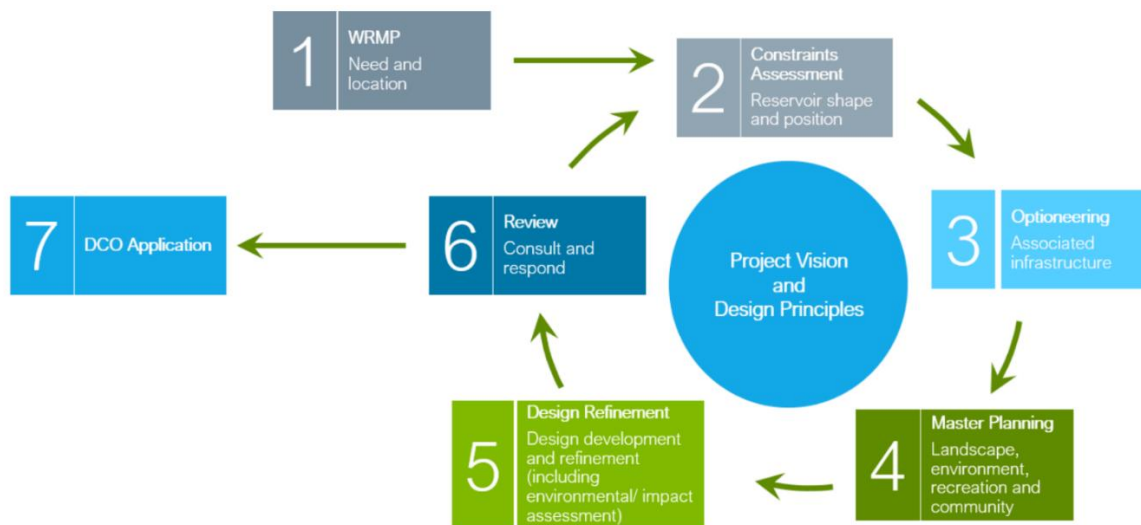 1
WRMP
Need and
location
2
Constraints
Assessment
Reservoir shape
and position
3
Optioneering
Associated
infrastructure
4
Master Planning
Landscape,
environment,
recreation and
community
5
Design Refinement
Design development
and refinement
(including
environmental/ impact
assessment)
6
Review
Consult and
respond
7
DCO Application
Project Vision
and
Design Principles